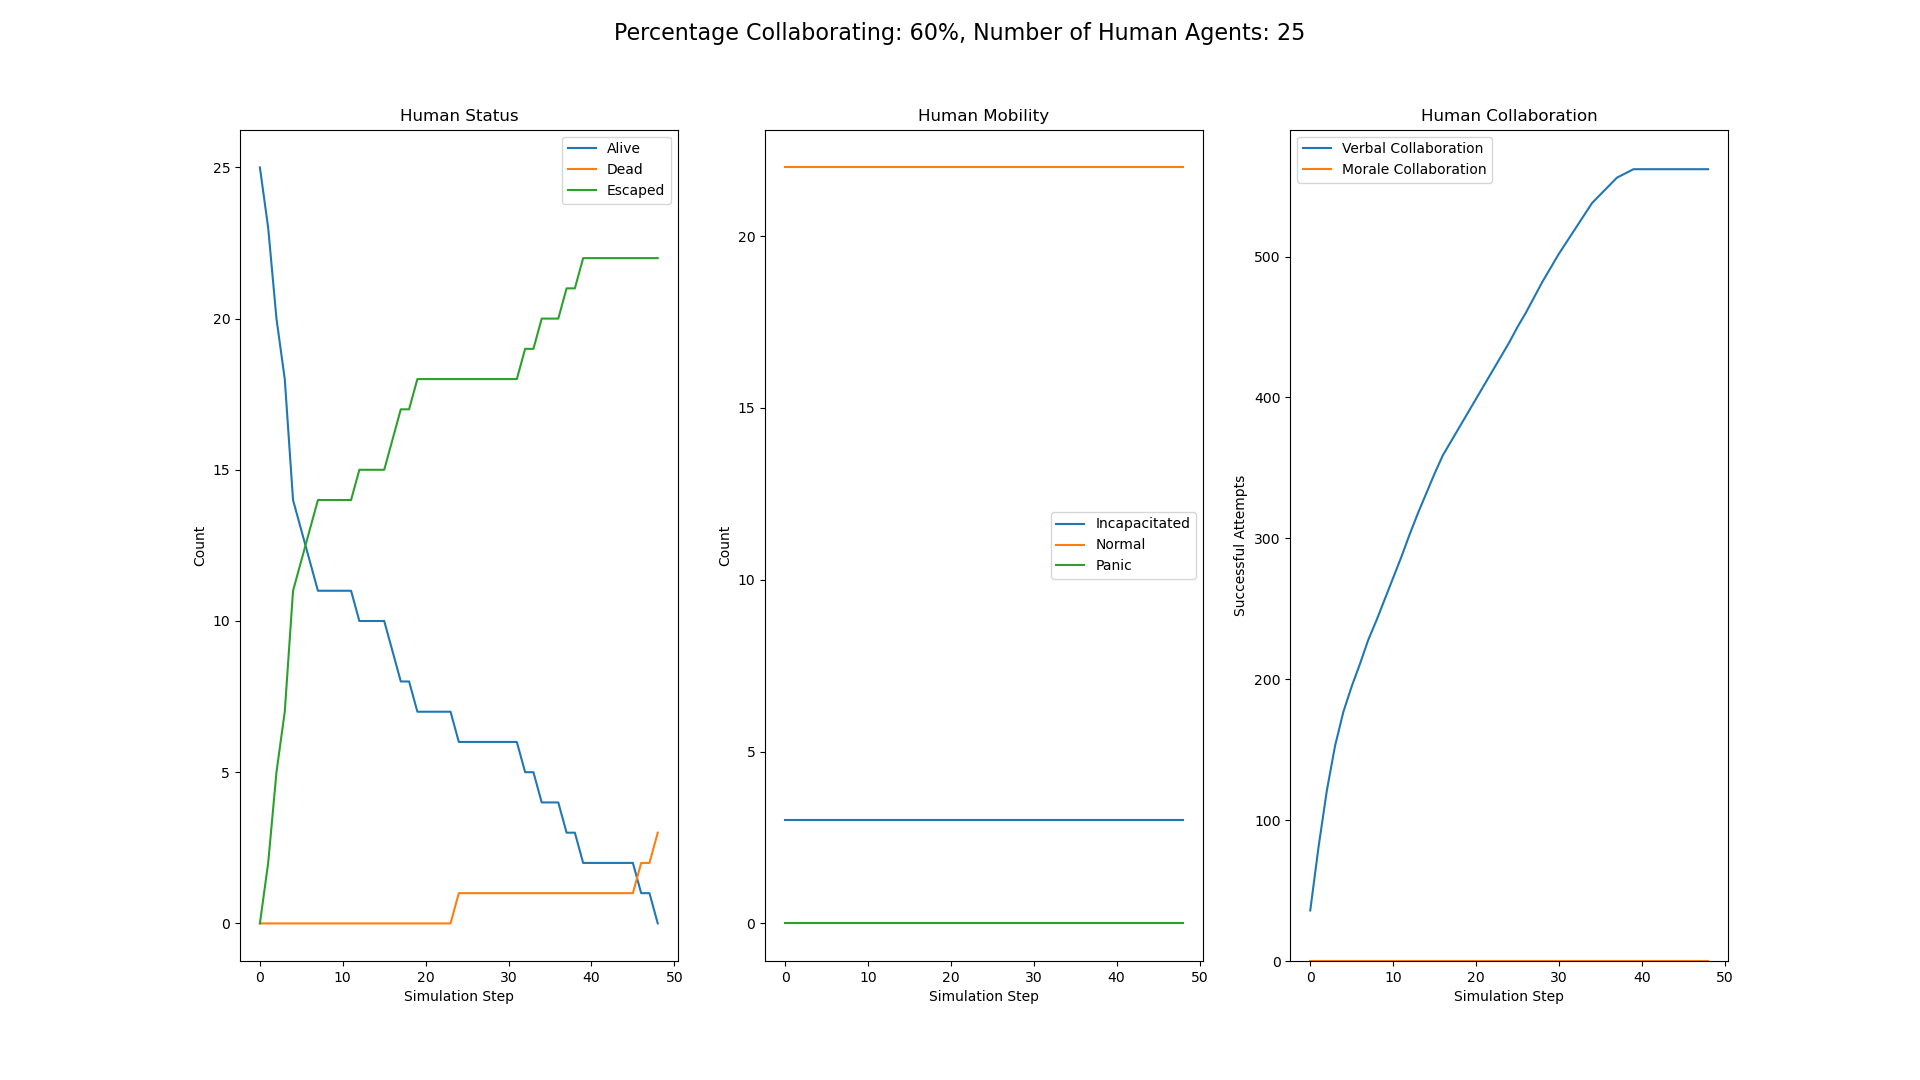 Percentage Collaborating: 60%, Number of Human Agents: 25
Human Status
Alive
Dead
Escaped
25
20
15
10
5
0
Count
0 10 20 30 40 50
Simulation Step
Human Mobility
Incapacitated
Normal
Panic
20
15
10
5
0
Count
0 10 20 30 40 50
Simulation Step
Human Collaboration
Verbal Collaboration
Morale Collaboration
500
400
300
200
100
0
Successful Attempts
0 10 20 30 40 50
Simulation Step